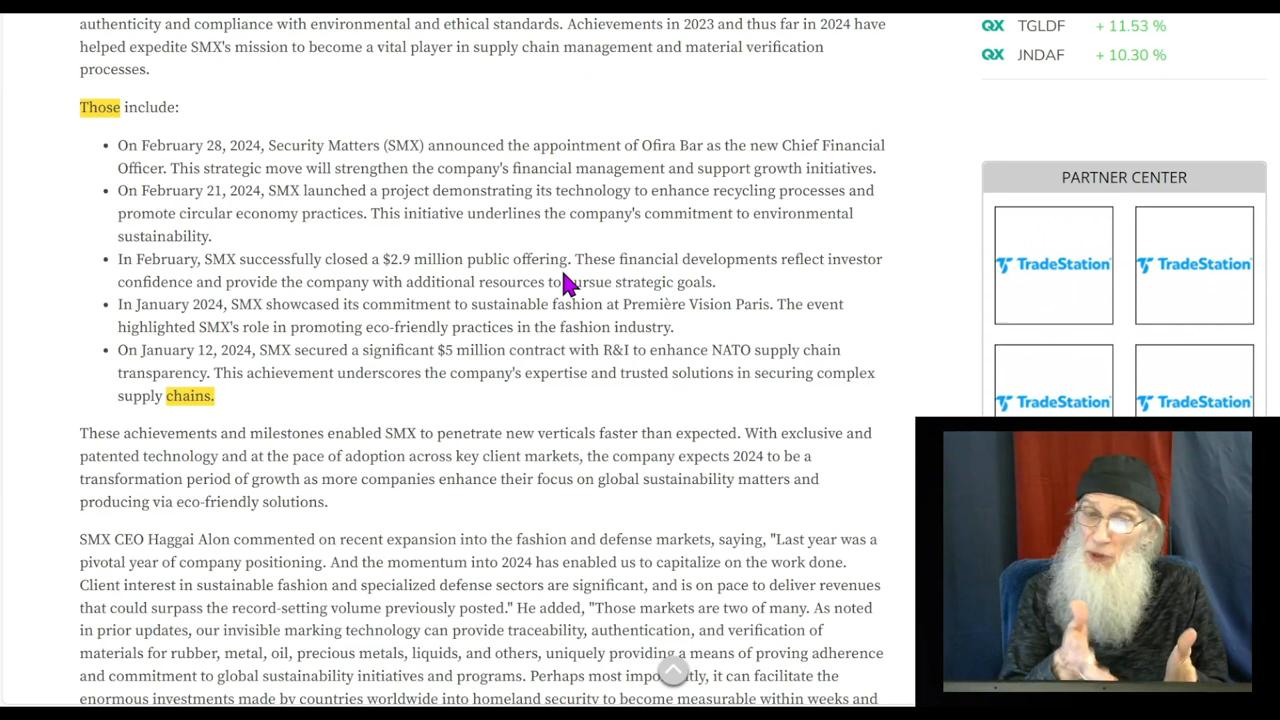 authenticity and compliance with environmental and ethical standards. Achievements in 2023 and thus far in 2024 have
helped expedite SMX's mission to become a vital player in supply chain management and material verification
processes.
Those include:
• On February 28, 2024, Security Matters (SMX) announced the appointment of Ofira Bar as the new Chief Financial
Officer. This strategic move will strengthen the company's financial management and support growth initiatives.
• On February 21, 2024, SMX launched a project demonstrating its technology to enhance recycling processes and
promote circular economy practices. This initiative underlines the company's commitment to environmental
sustainability.
• In February, SMX successfully closed a $2.9 million public offering. These financial developments reflect investor
confidence and provide the company with additional resources to pursue strategic goals.
• In January 2024, SMX showcased its commitment to sustainable fashion at Première Vision Paris. The event
highlighted SMX's role in promoting eco-friendly practices in the fashion industry.
• On January 12, 2024, SMX secured a significant $5 million contract with R&I to enhance NATO supply chain
transparency. This achievement underscores the company's expertise and trusted solutions in securing complex
supply chains.
These achievements and milestones enabled SMX to penetrate new verticals faster than expected. With exclusive and
patented technology and at the pace of adoption across key client markets, the company expects 2024 to be a
transformation period of growth as more companies enhance their focus on global sustainability matters and
producing via eco-friendly solutions.
SMX CEO Haggai Alon commented on recent expansion into the fashion and defense markets, saying, "Last year was a
pivotal year of company positioning. And the momentum into 2024 has enabled us to capitalize on the work done.
Client interest in sustainable fashion and specialized defense sectors are significant, and is on pace to deliver revenues
that could surpass the record-setting volume previously posted." He added, "Those markets are two of many. As noted
in prior updates, our invisible marking technology can provide traceability, authentication, and verification of
materials for rubber, metal, oil, precious metals, liquids, and others, uniquely providing a means of proving adherence
and commitment to global sustainability initiatives and programs. Perhaps most importantly, it can facilitate the
enormous investments made by countries worldwide into homeland security to become measurable within weeks and
QX TGLDF + 11.53 %
QX JNDAF + 10.30 %
PARTNER CENTER
TradeStation
TradeStation
TradeStation
TradeStation